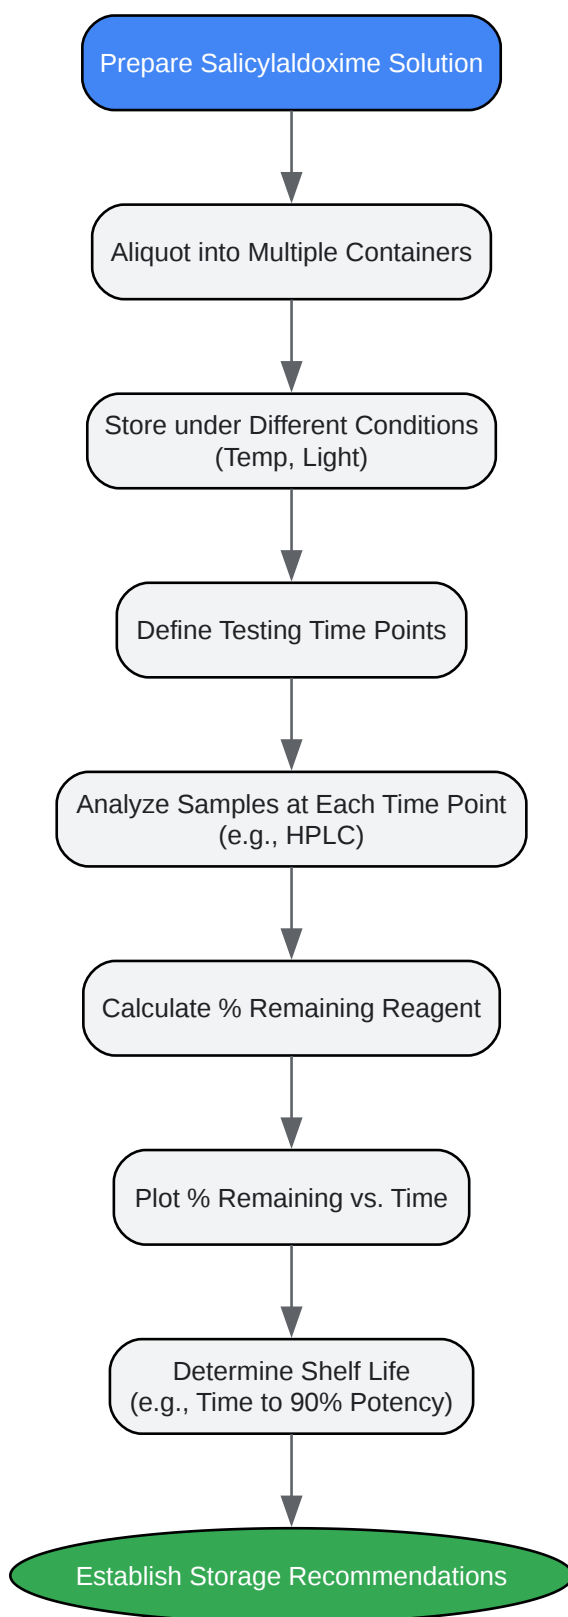 Prepare Salicylaldoxime Solution
Aliquot into Multiple Containers
Store under Different Conditions
(Temp, Light)
Define Testing Time Points
Analyze Samples at Each Time Point
(e.g., HPLC)
Calculate % Remaining Reagent
Plot % Remaining vs. Time
Determine Shelf Life
(e.g., Time to 90% Potency)
Establish Storage Recommendations